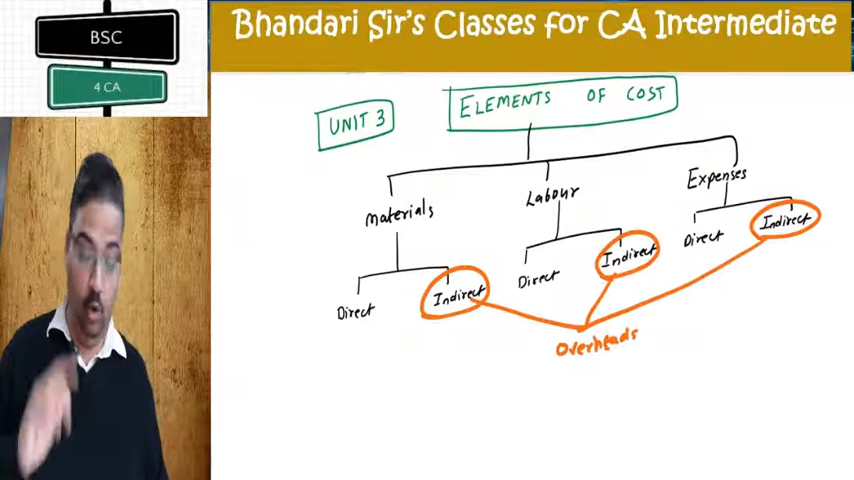 BSC
4 CA
Bhandari Sir's Classes for CA Intermediate
UNIT 3
ELEMENTS OF COST
Materials
Labour
Expenses
Direct
Indirect
Direct
Indirect
Direct
Indirect
Overheads